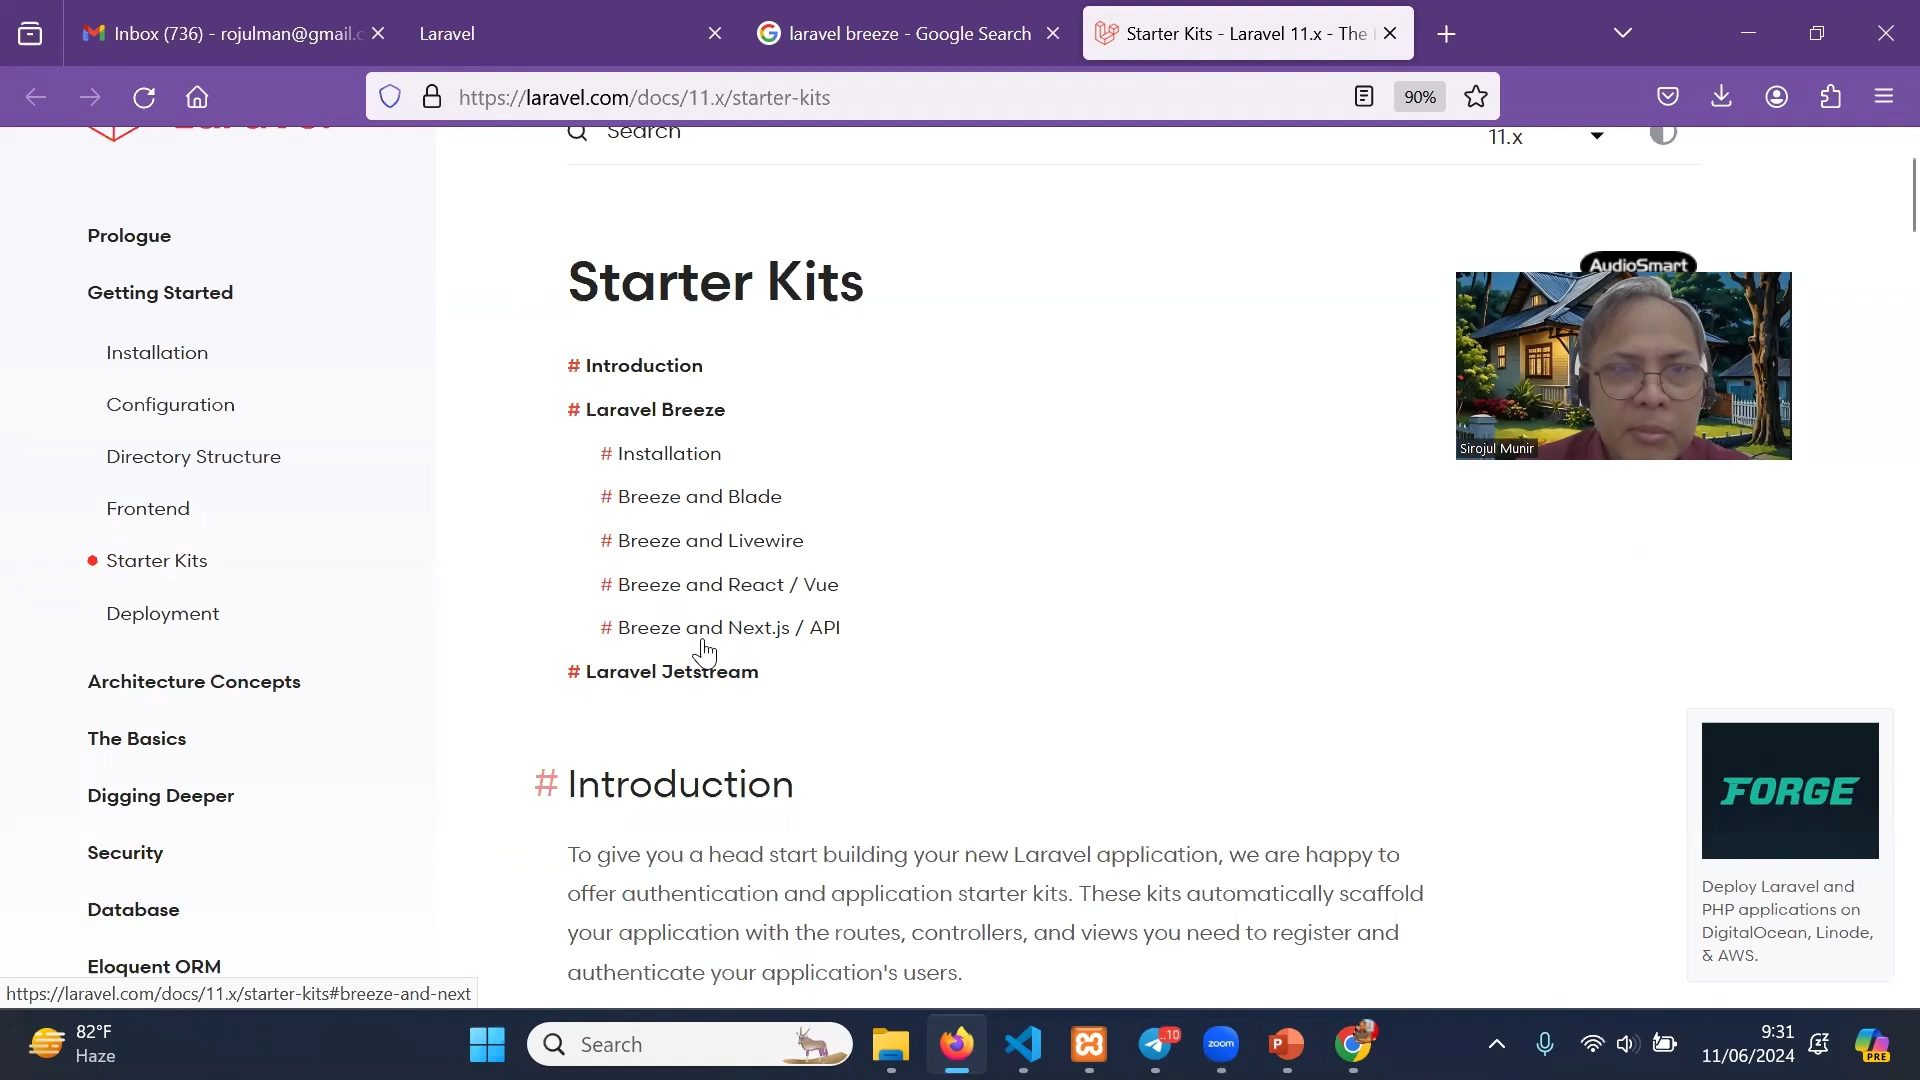 Inbox (736) - rojulman@gmail.c
Laravel
laravel breeze - Google Search
Starter Kits - Laravel 11.x - The
https://laravel.com/docs/11.x/starter-kits
90%
Search
11.x
Prologue
Getting Started
Installation
Configuration
Directory Structure
Frontend
Starter Kits
Deployment
Architecture Concepts
The Basics
Digging Deeper
Security
Database
Eloquent ORM
Starter Kits
# Introduction
# Laravel Breeze
# Installation
# Breeze and Blade
# Breeze and Livewire
# Breeze and React / Vue
# Breeze and Next.js / API
# Laravel Jetstream
# Introduction
To give you a head start building your new Laravel application, we are happy to
offer authentication and application starter kits. These kits automatically scaffold
your application with the routes, controllers, and views you need to register and
authenticate your application's users.
AudioSmart
Sirojul Munir
FORGE
Deploy Laravel and
PHP applications on
DigitalOcean, Linode,
& AWS.
https://laravel.com/docs/11.x/starter-kits#breeze-and-next
82°F
Haze
Search
10
zoom
P
9:31
11/06/2024
PRE